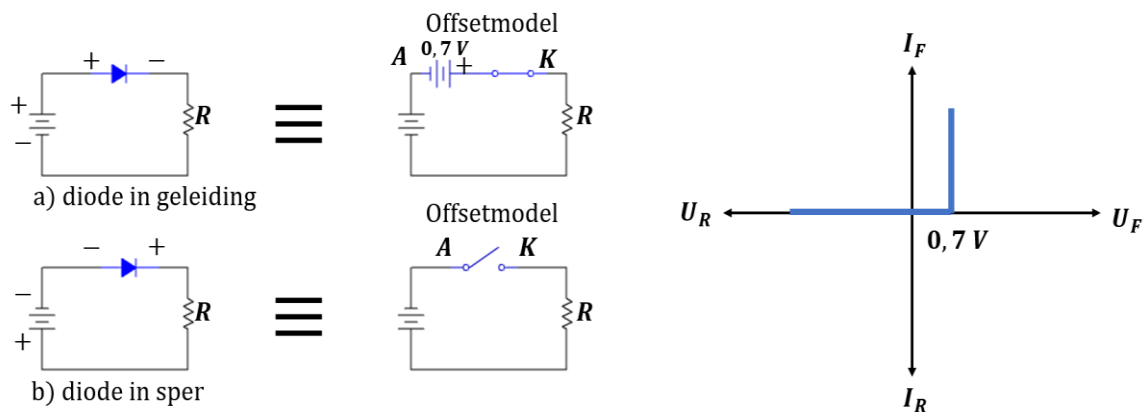 Offsetmodel
+ −
A 0,7 V + K
+
−
R
R
a) diode in geleiding
Offsetmodel
− +
A K
−
+
R
R
b) diode in sper
I_F
U_R
U_F
0,7 V
I_R